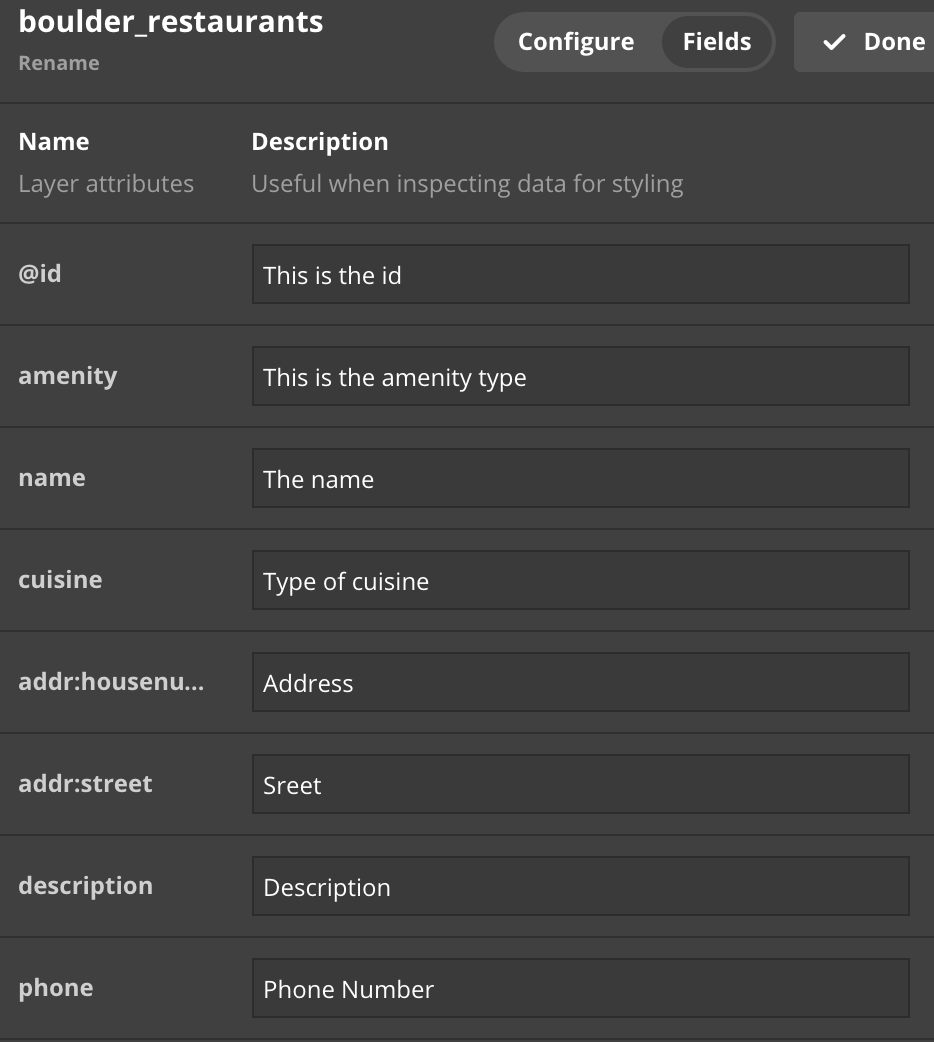 boulder_restaurants
Configure Fields ✓ Done
Rename
Name Description
Layer attributes Useful when inspecting data for styling
@id This is the id
amenity This is the amenity type
name The name
cuisine Type of cuisine
addr:housenu... Address
addr:street Sreet
description Description
phone Phone Number